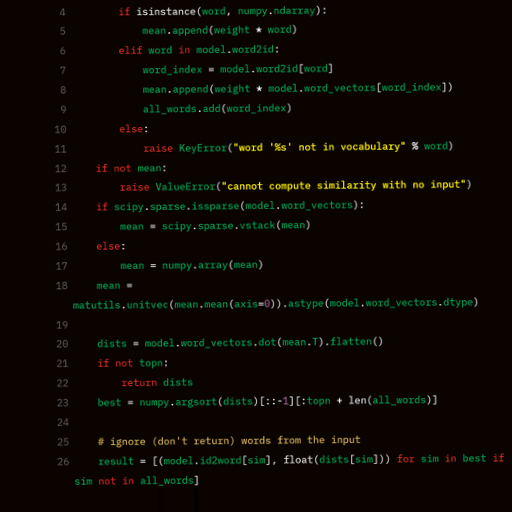 4 if isinstance(word, numpy.ndarray):
5 mean.append(weight * word)
6 elif word in model.word2id:
7 word_index = model.word2id[word]
8 mean.append(weight * model.word_vectors[word_index])
9 all_words.add(word_index)
10 else:
11 raise KeyError("word '%s' not in vocabulary" % word)
12 if not mean:
13 raise ValueError("cannot compute similarity with no input")
14 if scipy.sparse.issparse(model.word_vectors):
15 mean = scipy.sparse.vstack(mean)
16 else:
17 mean = numpy.array(mean)
18 mean =
matutils.unitvec(mean.mean(axis=0)).astype(model.word_vectors.dtype)
19
20 dists = model.word_vectors.dot(mean.T).flatten()
21 if not topn:
22 return dists
23 best = numpy.argsort(dists)[::-1][:topn + len(all_words)]
24
25 # ignore (don't return) words from the input
26 result = [(model.id2word[sim], float(dists[sim])) for sim in best if
sim not in all_words]